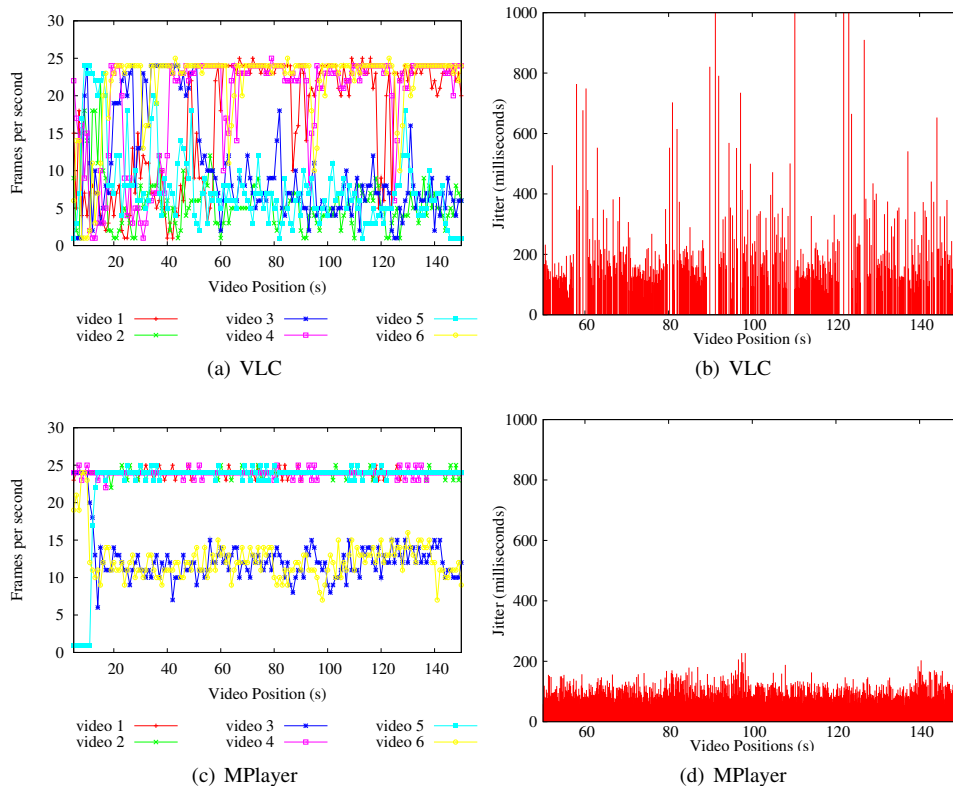 30
25
20
15
10
5
0
Frames per second
20 40 60 80 100 120 140
Video Position (s)
video 1 video 3 video 5
video 2 video 4 video 6
(a) VLC
1000
800
600
400
200
0
Jitter (milliseconds)
60 80 100 120 140
Video Position (s)
(b) VLC
30
25
20
15
10
5
0
Frames per second
20 40 60 80 100 120 140
Video Position (s)
video 1 video 3 video 5
video 2 video 4 video 6
(c) MPlayer
1000
800
600
400
200
0
Jitter (milliseconds)
60 80 100 120 140
Video Positions (s)
(d) MPlayer